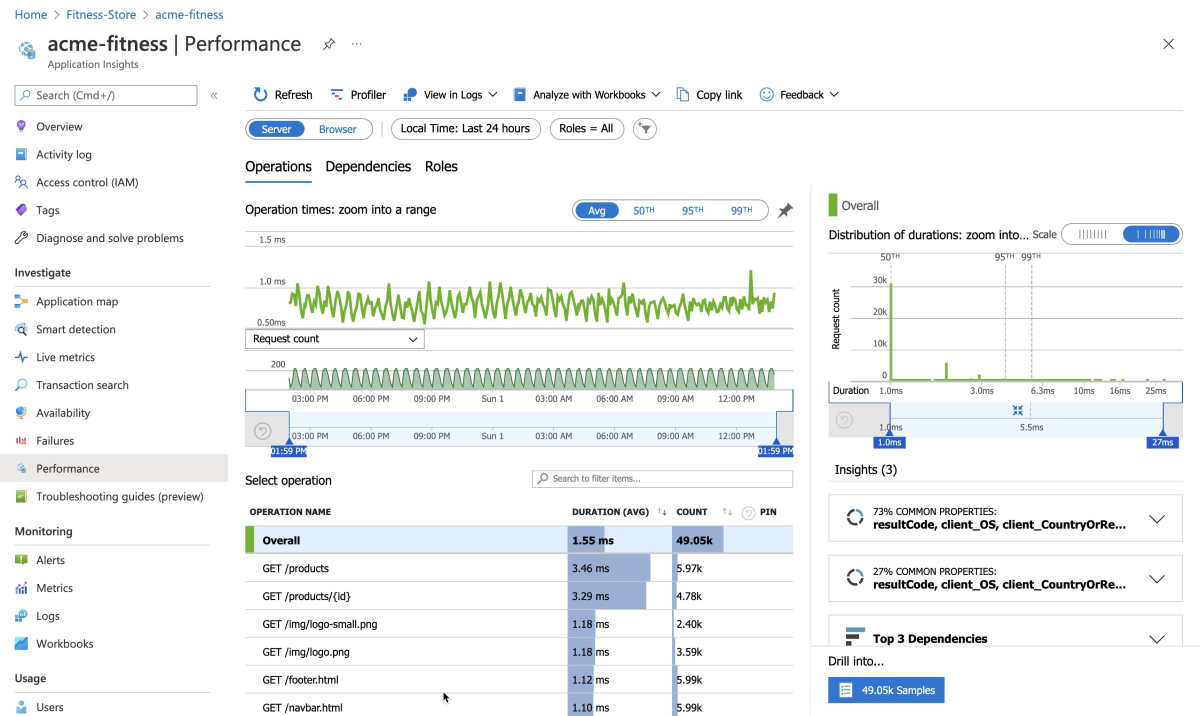 Home > Fitness-Store > acme-fitness
acme-fitness | Performance
...
Application Insights
Search (Cmd+/)
«
Overview
Activity log
Access control (IAM)
Tags
Diagnose and solve problems
Investigate
Application map
Smart detection
Live metrics
Transaction search
Availability
Failures
Performance
Troubleshooting guides (preview)
Monitoring
Alerts
Metrics
Logs
Workbooks
Usage
Users
Refresh Profiler View in Logs Analyze with Workbooks Copy link Feedback
Server Browser Local Time: Last 24 hours Roles = All
Operations Dependencies Roles
Operation times: zoom into a range
Avg 50TH 95TH 99TH
1.5 ms
1.0 ms
0.50ms
Request count
200
03:00 PM 06:00 PM 09:00 PM Sun 1 03:00 AM 06:00 AM 09:00 AM 12:00 PM
03:00 PM 06:00 PM 09:00 PM Sun 1 03:00 AM 06:00 AM 09:00 AM 12:00 PM
01:59 PM 01:59 PM
Select operation
Search to filter items...
OPERATION NAME DURATION (AVG) COUNT PIN
Overall 1.55 ms 49.05k
GET /products 3.46 ms 5.97k
GET /products/{id} 3.29 ms 4.78k
GET /img/logo-small.png 1.18 ms 2.40k
GET /img/logo.png 1.18 ms 3.59k
GET /footer.html 1.12 ms 5.99k
GET /navbar.html 1.10 ms 5.99k
Overall
Distribution of durations: zoom into... Scale
50TH 95TH 99TH
Request count
30k
20k
10k
0
Duration 1.0ms 3.0ms 6.3ms 10ms 16ms 25ms
1.0ms 5.5ms
1.0ms 27ms
Insights (3)
73% COMMON PROPERTIES:
resultCode, client_OS, client_CountryOrRe...
27% COMMON PROPERTIES:
resultCode, client_OS, client_CountryOrRe...
Top 3 Dependencies
Drill into...
49.05k Samples